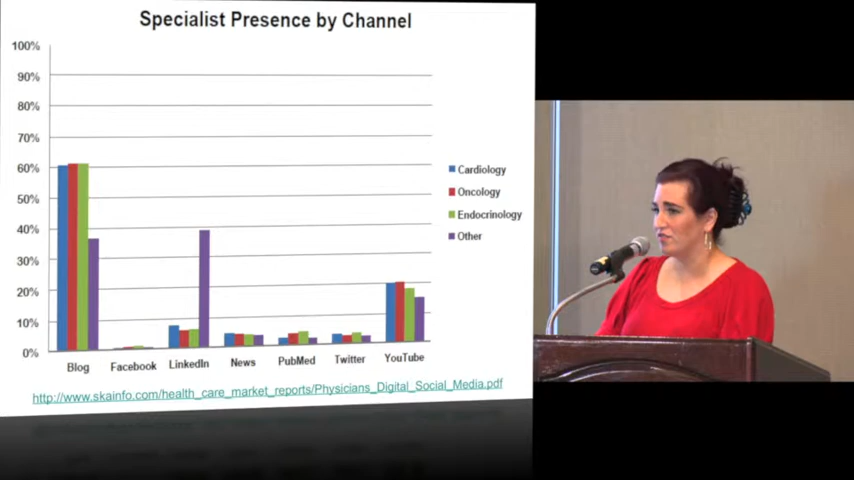 Specialist Presence by Channel
100%
90%
80%
70%
60%
50%
40%
30%
20%
10%
0%
Cardiology
Oncology
Endocrinology
Other
Blog Facebook LinkedIn News PubMed Twitter YouTube
http://www.skainfo.com/health_care_market_reports/Physicians_Digital_Social_Media.pdf